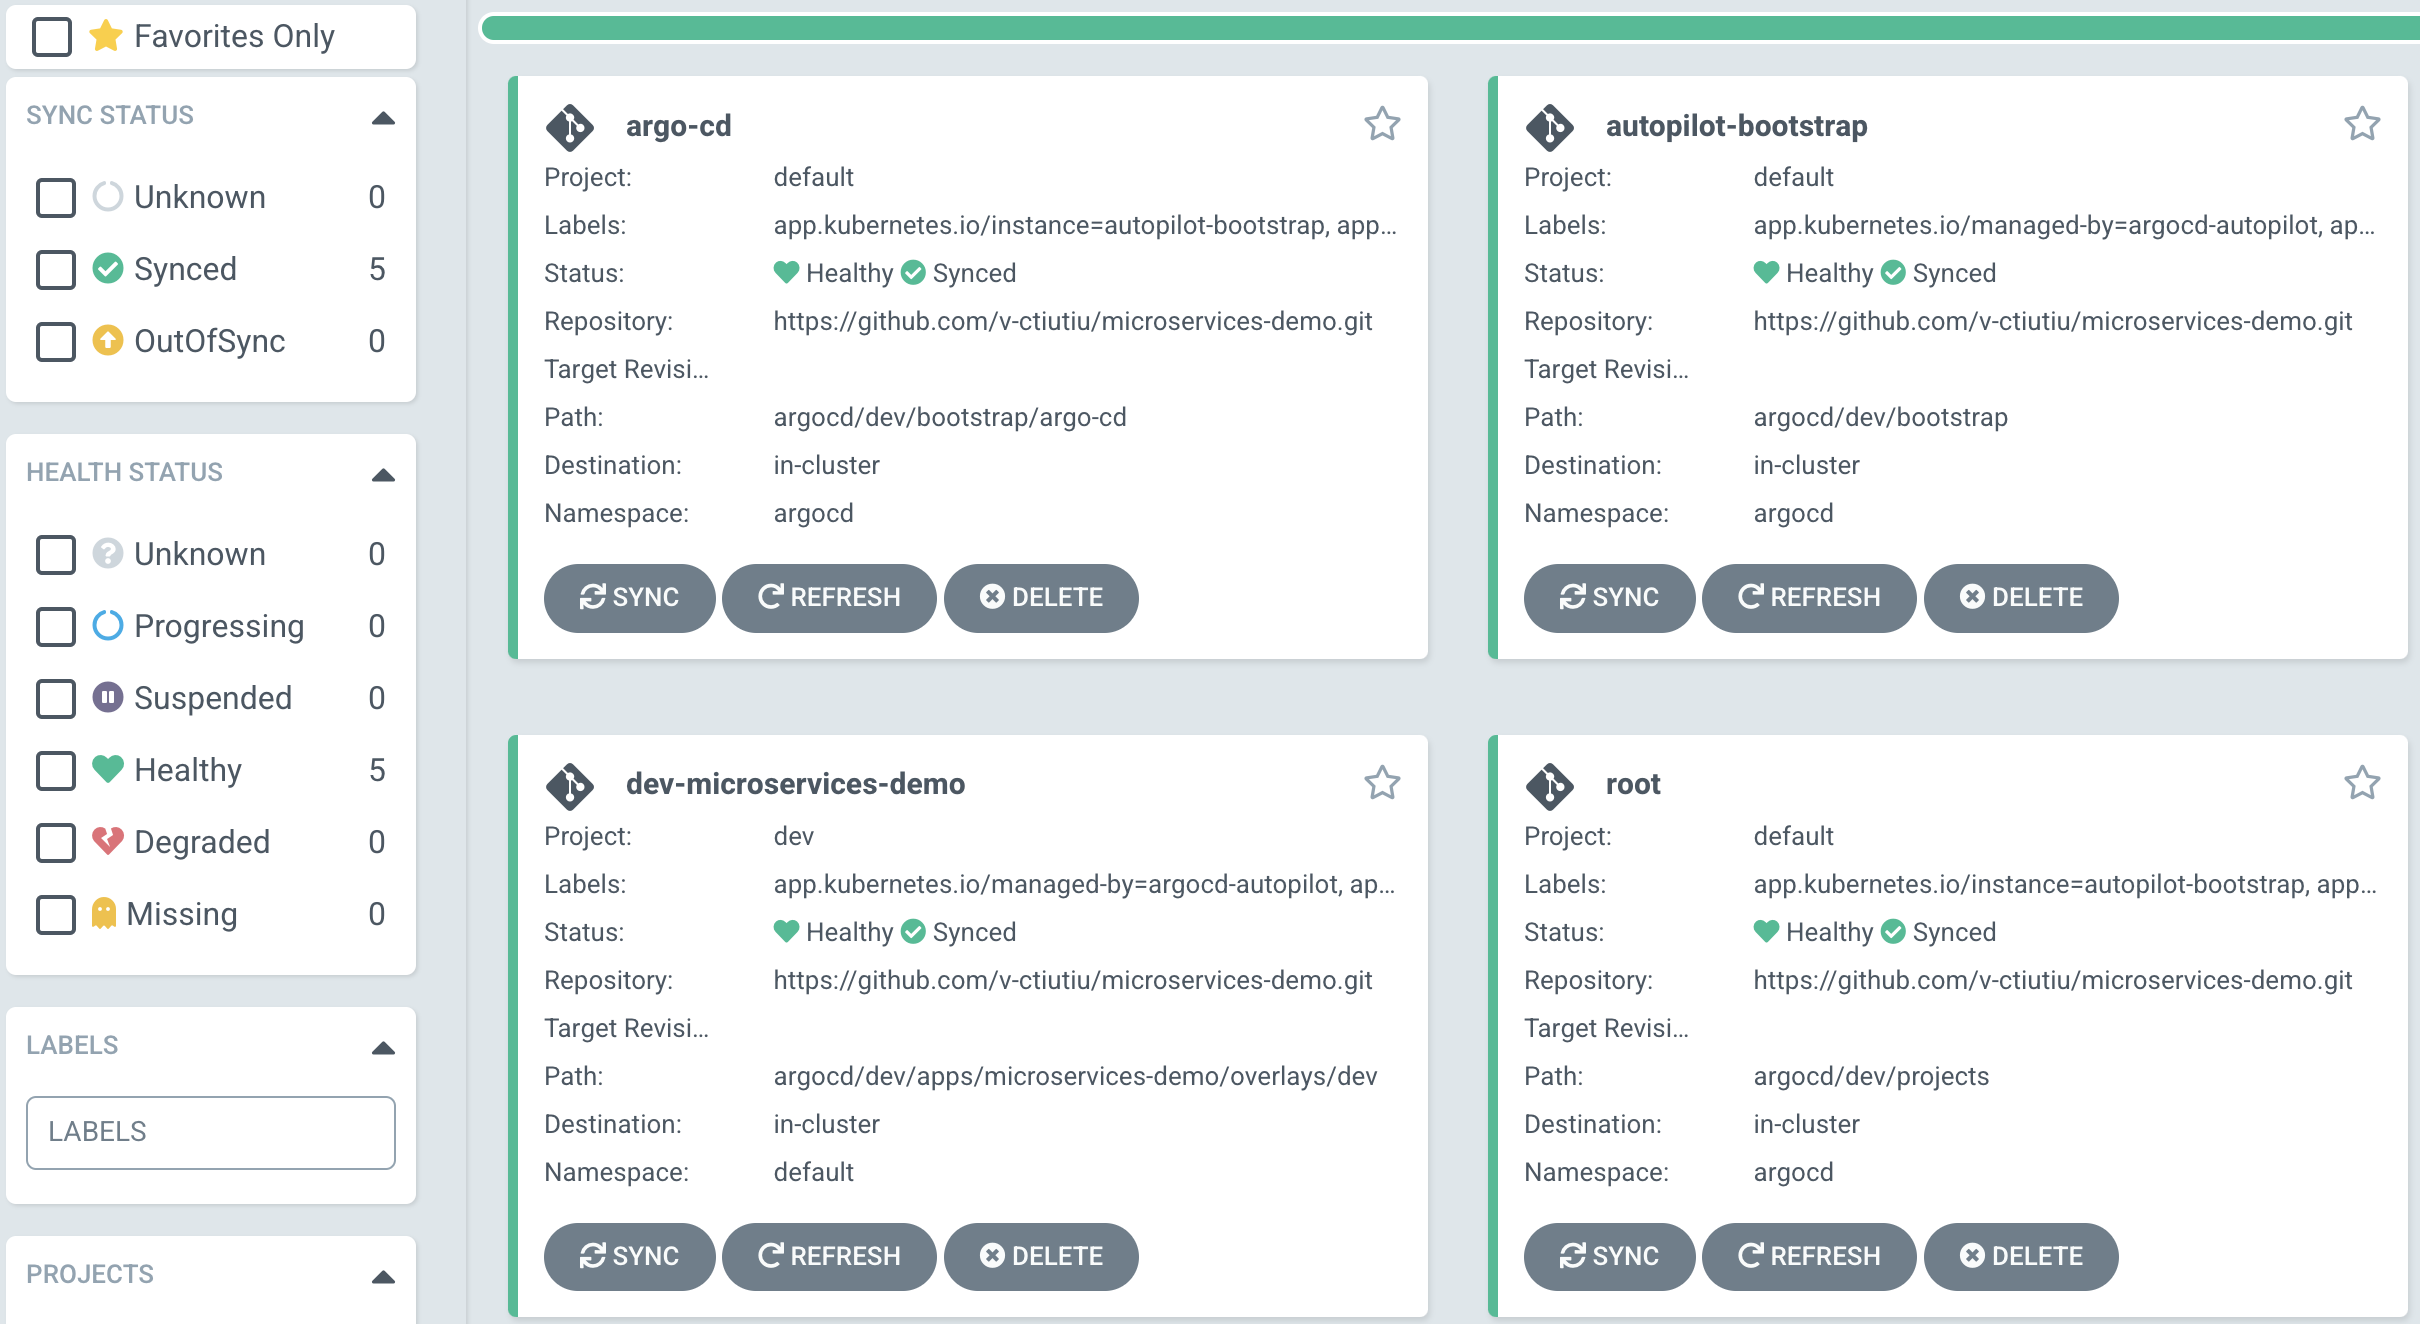 Favorites Only
SYNC STATUS
Unknown 0
Synced 5
OutOfSync 0
HEALTH STATUS
Unknown 0
Progressing 0
Suspended 0
Healthy 5
Degraded 0
Missing 0
LABELS
LABELS
PROJECTS
argo-cd
Project: default
Labels: app.kubernetes.io/instance=autopilot-bootstrap, app...
Status: Healthy Synced
Repository: https://github.com/v-ctiutiu/microservices-demo.git
Target Revisi...
Path: argocd/dev/bootstrap/argo-cd
Destination: in-cluster
Namespace: argocd
SYNC REFRESH DELETE
autopilot-bootstrap
Project: default
Labels: app.kubernetes.io/managed-by=argocd-autopilot, ap...
Status: Healthy Synced
Repository: https://github.com/v-ctiutiu/microservices-demo.git
Target Revisi...
Path: argocd/dev/bootstrap
Destination: in-cluster
Namespace: argocd
SYNC REFRESH DELETE
dev-microservices-demo
Project: dev
Labels: app.kubernetes.io/managed-by=argocd-autopilot, ap...
Status: Healthy Synced
Repository: https://github.com/v-ctiutiu/microservices-demo.git
Target Revisi...
Path: argocd/dev/apps/microservices-demo/overlays/dev
Destination: in-cluster
Namespace: default
SYNC REFRESH DELETE
root
Project: default
Labels: app.kubernetes.io/instance=autopilot-bootstrap, app...
Status: Healthy Synced
Repository: https://github.com/v-ctiutiu/microservices-demo.git
Target Revisi...
Path: argocd/dev/projects
Destination: in-cluster
Namespace: argocd
SYNC REFRESH DELETE